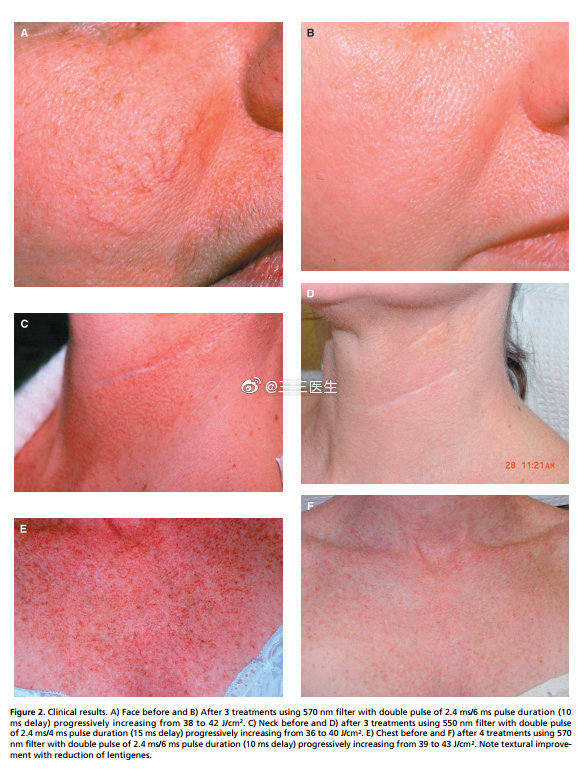 A
B
C
D
@三三医生
28 11:21AM
E
F
Figure 2. Clinical results. A) Face before and B) After 3 treatments using 570 nm filter with double pulse of 2.4 ms/6 ms pulse duration (10
ms delay) progressively increasing from 38 to 42 J/cm². C) Neck before and D) after 3 treatments using 550 nm filter with double pulse
of 2.4 ms/4 ms pulse duration (15 ms delay) progressively increasing from 36 to 40 J/cm². E) Chest before and F) after 4 treatments using 570
nm filter with double pulse of 2.4 ms/6 ms pulse duration (10 ms delay) progressively increasing from 39 to 43 J/cm². Note textural improve-
ment with reduction of lentigenes.